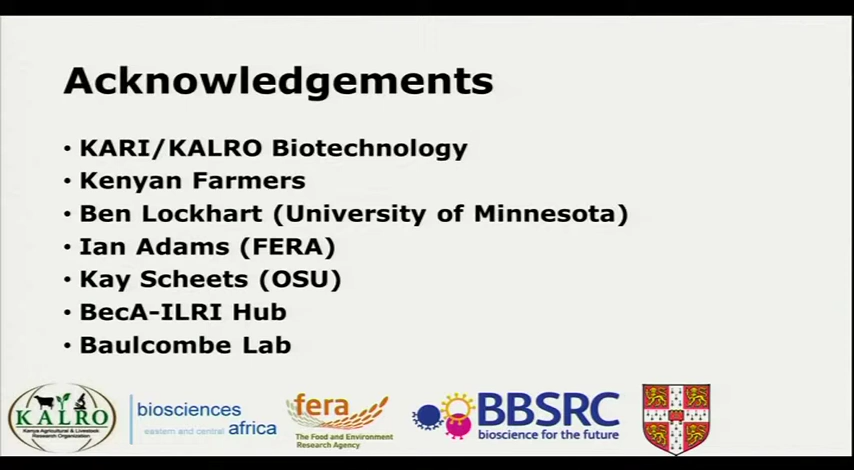 Acknowledgements
• KARI/KALRO Biotechnology
• Kenyan Farmers
• Ben Lockhart (University of Minnesota)
• Ian Adams (FERA)
• Kay Scheets (OSU)
• BecA-ILRI Hub
• Baulcombe Lab
KALRO
Kenya Agricultural & Livestock
Research Organization
biosciences
eastern and central africa
fera
The Food and Environment
Research Agency
BBSRC
bioscience for the future